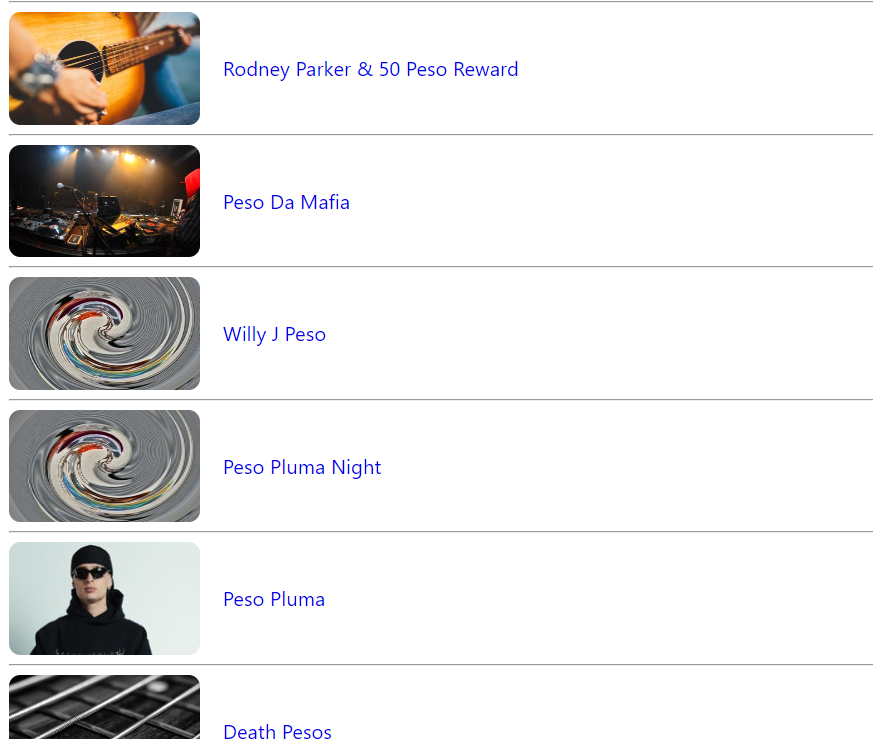 Rodney Parker & 50 Peso Reward
Peso Da Mafia
Willy J Peso
Peso Pluma Night
Peso Pluma
Death Pesos